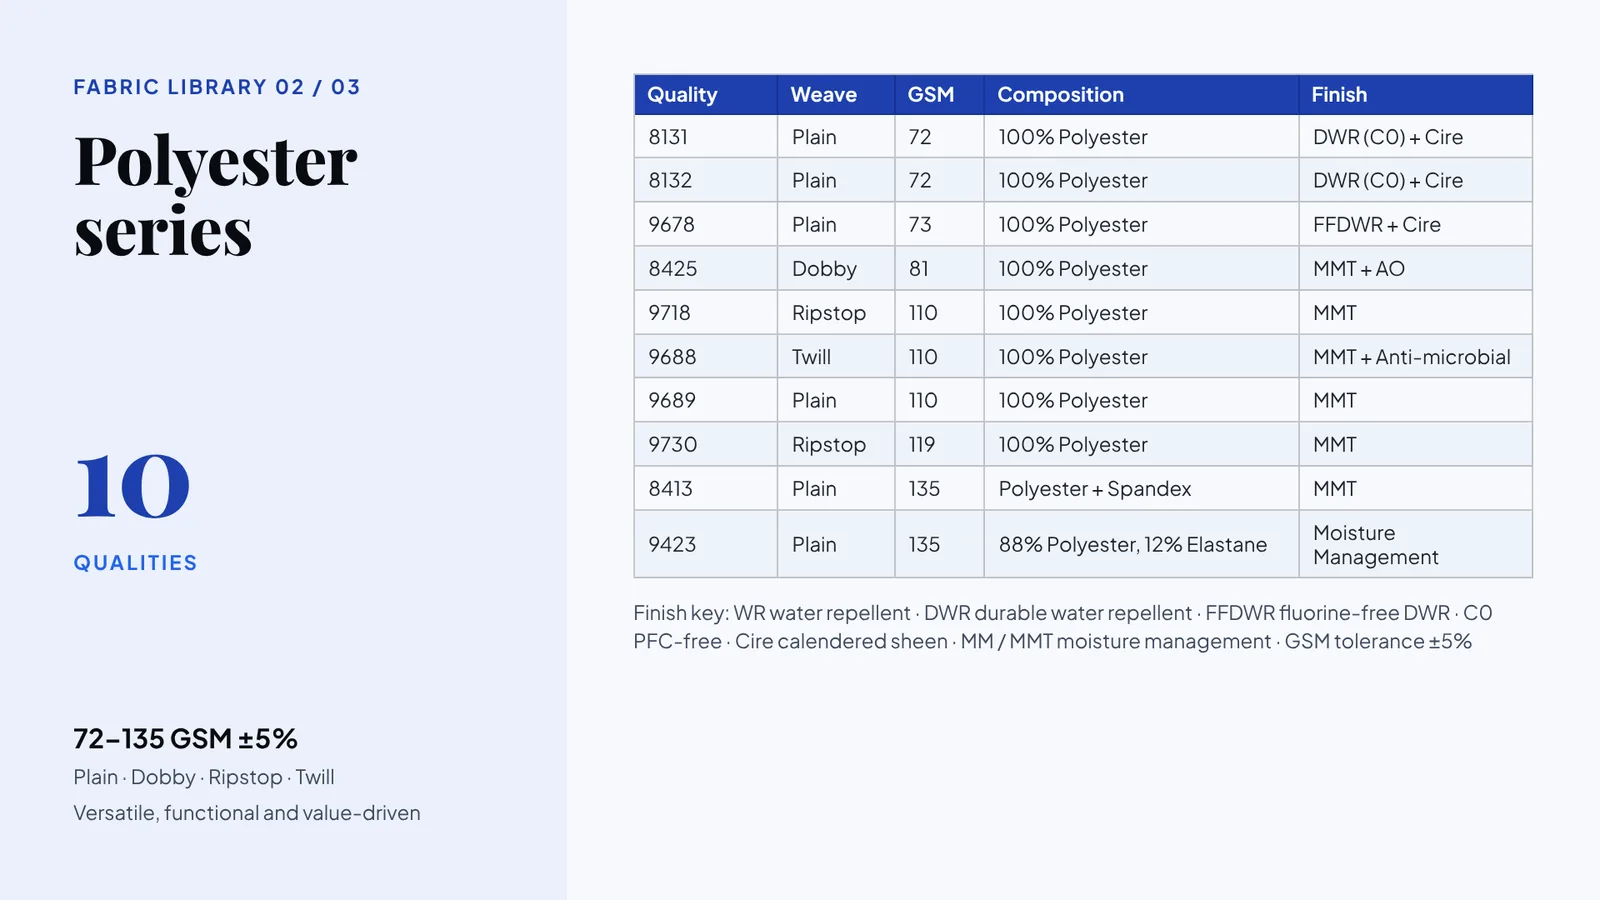 FABRIC LIBRARY 02 / 03
Polyester
series
10
QUALITIES
72–135 GSM ±5%
Plain · Dobby · Ripstop · Twill
Versatile, functional and value-driven
Quality Weave GSM Composition Finish
8131 Plain 72 100% Polyester DWR (C0) + Cire
8132 Plain 72 100% Polyester DWR (C0) + Cire
9678 Plain 73 100% Polyester FFDWR + Cire
8425 Dobby 81 100% Polyester MMT + AO
9718 Ripstop 110 100% Polyester MMT
9688 Twill 110 100% Polyester MMT + Anti-microbial
9689 Plain 110 100% Polyester MMT
9730 Ripstop 119 100% Polyester MMT
8413 Plain 135 Polyester + Spandex MMT
9423 Plain 135 88% Polyester, 12% Elastane Moisture
Management
Finish key: WR water repellent · DWR durable water repellent · FFDWR fluorine-free DWR · C0
PFC-free · Cire calendered sheen · MM / MMT moisture management · GSM tolerance ±5%